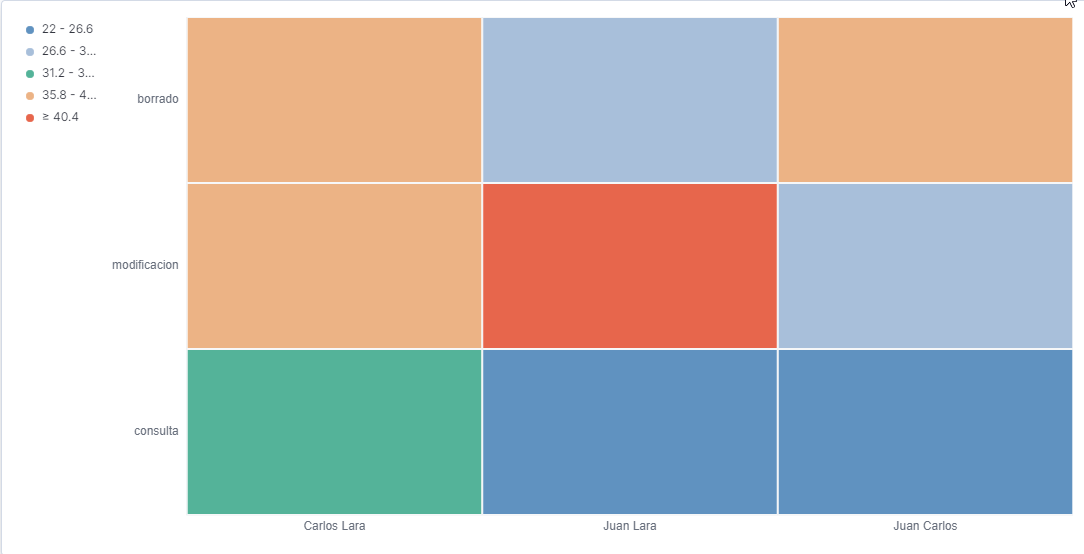 22 - 26.6
26.6 - 3...
31.2 - 3...
35.8 - 4...
≥ 40.4
borrado
modificacion
consulta
Carlos Lara
Juan Lara
Juan Carlos